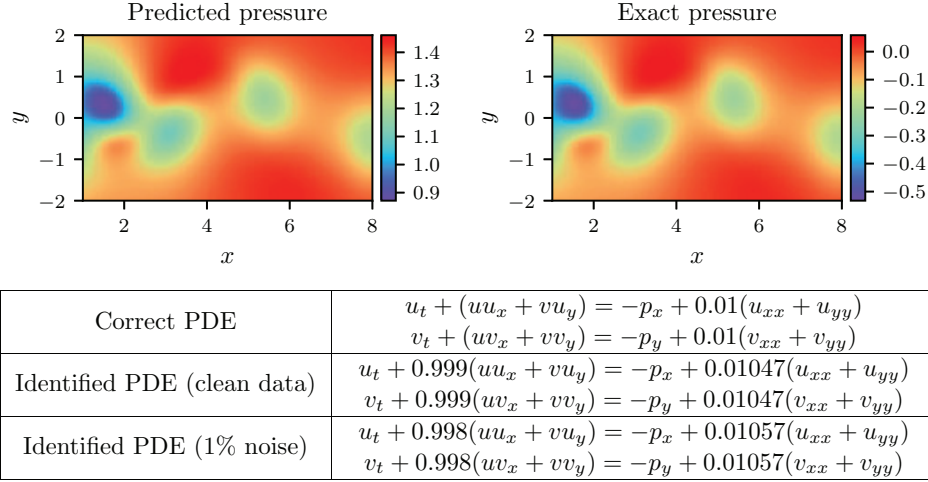 Predicted pressure
Exact pressure
2
1
0
−1
−2
y
2
4
6
8
x
1.4
1.3
1.2
1.1
1.0
0.9
2
1
0
−1
−2
y
2
4
6
8
x
0.0
−0.1
−0.2
−0.3
−0.4
−0.5
Correct PDE
u_t + (uu_x + vu_y) = −p_x + 0.01(u_xx + u_yy)
v_t + (uv_x + vv_y) = −p_y + 0.01(v_xx + v_yy)
Identified PDE (clean data)
u_t + 0.999(uu_x + vu_y) = −p_x + 0.01047(u_xx + u_yy)
v_t + 0.999(uv_x + vv_y) = −p_y + 0.01047(v_xx + v_yy)
Identified PDE (1% noise)
u_t + 0.998(uu_x + vu_y) = −p_x + 0.01057(u_xx + u_yy)
v_t + 0.998(uv_x + vv_y) = −p_y + 0.01057(v_xx + v_yy)